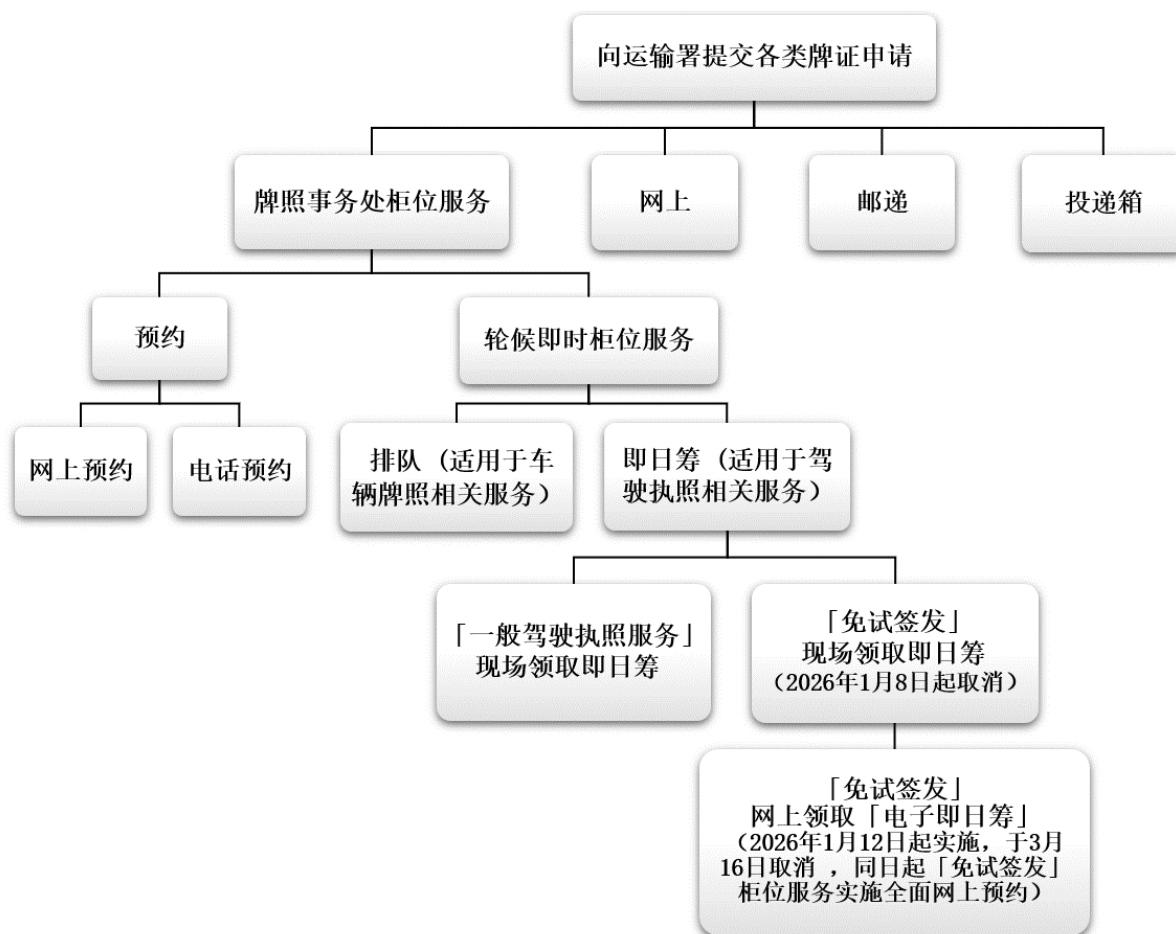 向运输署提交各类牌证申请
牌照事务处柜位服务
网上
邮递
投递箱
预约
轮候即时柜位服务
网上预约
电话预约
排队（适用于车
辆牌照相关服务）
即日筹（适用于驾
驶执照相关服务）
「一般驾驶执照服务」
现场领取即日筹
「免试签发」
现场领取即日筹
（2026年1月8日起取消）
「免试签发」
网上领取「电子即日筹」
（2026年1月12日起实施，于3月
16日取消 ，同日起「免试签发」
柜位服务实施全面网上预约）